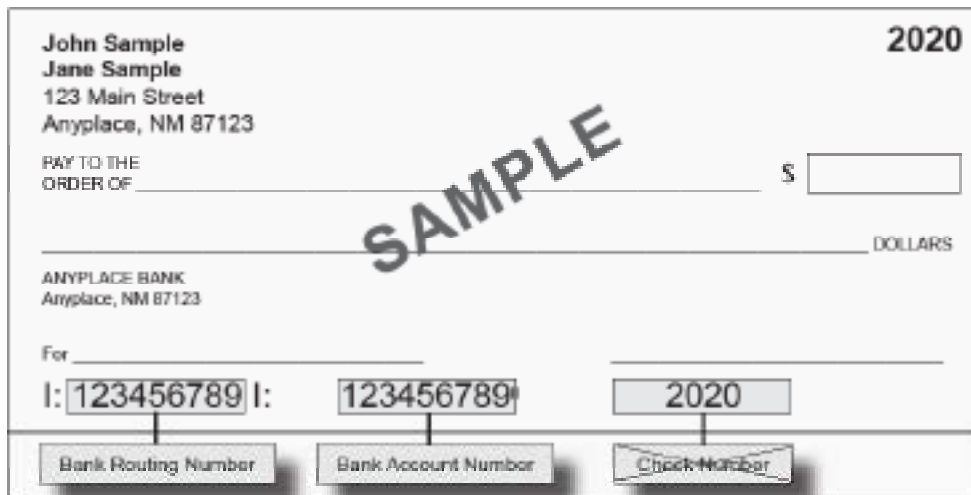 John Sample
2020
Jane Sample
123 Main Street
Anyplace, NM 87123
SAMPLE
PAY TO THE
ORDER OF
$
DOLLARS
ANYPLACE BANK
Anyplace, NM 87123
For
I: 123456789 I: 123456789 2020
Bank Routing Number Bank Account Number Check Number